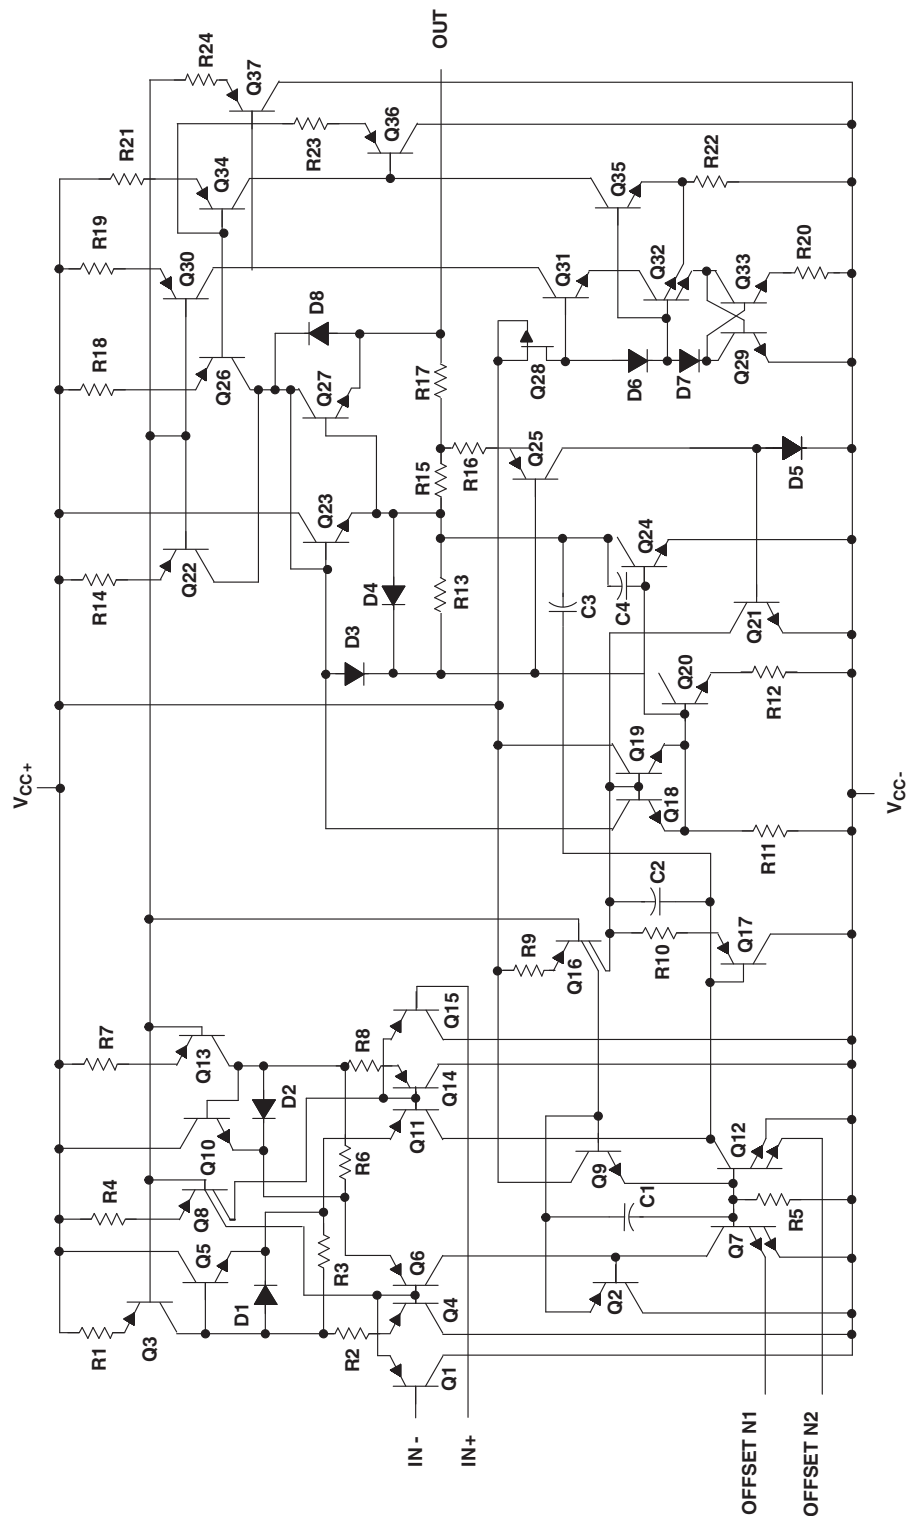 VCC+
R1
R4
R7
R14
R18
R19
R21
Q3
Q5
Q8
Q10
Q13
Q22
Q26
Q30
Q34
R24
Q37
D1
D2
D8
R23
R3
R6
R2
R8
D3
D4
Q23
Q27
Q36
Q1
Q4
Q6
Q11
Q14
Q15
R13
R15
R17
OUT
IN -
IN+
R16
R9
Q16
Q25
Q28
Q31
Q35
C3
C4
Q24
Q2
Q9
C1
R10
C2
Q18
Q19
Q20
D6
D7
Q32
R22
Q7
R5
Q12
Q17
R11
R12
Q21
D5
Q29
Q33
R20
OFFSET N1
OFFSET N2
VCC-